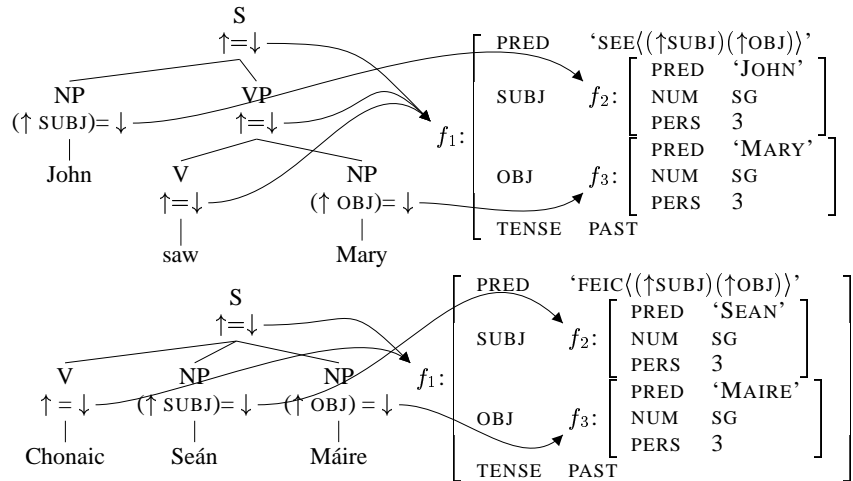 S
↑=↓
PRED ‘SEE⟨(↑SUBJ)(↑OBJ)⟩’
NP VP
(↑ SUBJ)= ↓ ↑=↓
John
V NP
↑=↓ (↑ OBJ)= ↓
saw Mary
f1:
SUBJ f2: PRED ‘JOHN’
NUM SG
PERS 3
OBJ f3: PRED ‘MARY’
NUM SG
PERS 3
TENSE PAST
S
↑=↓
PRED ‘FEIC⟨(↑SUBJ)(↑OBJ)⟩’
V NP NP
↑ = ↓ (↑ SUBJ)= ↓ (↑ OBJ) = ↓
Chonaic Seán Máire
f1:
SUBJ f2: PRED ‘SEAN’
NUM SG
PERS 3
OBJ f3: PRED ‘MAIRE’
NUM SG
PERS 3
TENSE PAST